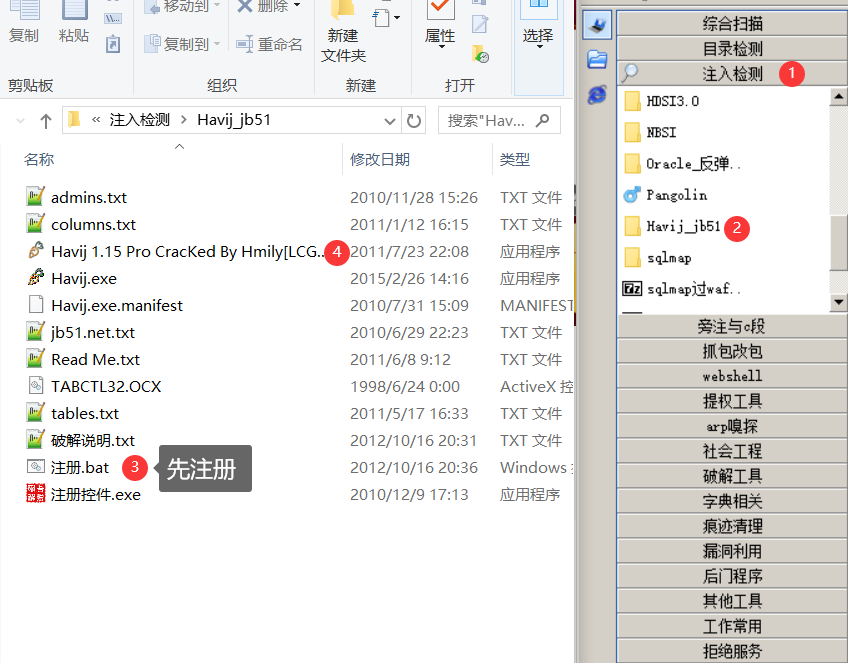 复制
粘贴
移动到
复制到
删除
重命名
新建
文件夹
属性
选择
剪贴板
组织
新建
打开
« 注入检测 > Havij_jb51
搜索"Hav...
名称 修改日期 类型
admins.txt 2010/11/28 15:26 TXT 文件
columns.txt 2011/1/12 16:15 TXT 文件
Havij 1.15 Pro CracKed By Hmily[LCG... 4 2011/7/23 22:08 应用程序
Havij.exe 2015/2/26 14:16 应用程序
Havij.exe.manifest 2010/7/31 15:09 MANIFEST
jb51.net.txt 2010/6/29 22:23 TXT 文件
Read Me.txt 2011/6/8 9:12 TXT 文件
TABCTL32.OCX 1998/6/24 0:00 ActiveX 控
tables.txt 2011/5/17 16:33 TXT 文件
破解说明.txt 2012/10/16 20:31 TXT 文件
注册.bat 3 先注册 2012/10/16 20:36 Windows
注册控件.exe 2010/12/9 17:13 应用程序
综合扫描
目录检测
注入检测 1
HDSI3.0
NBSI
Oracle_反弹..
Pangolin
Havij_jb51 2
sqlmap
sqlmap过waf..
旁注与c段
抓包改包
webshell
提权工具
arp嗅探
社会工程
破解工具
字典相关
痕迹清理
漏洞利用
后门程序
其他工具
工作常用
拒绝服务